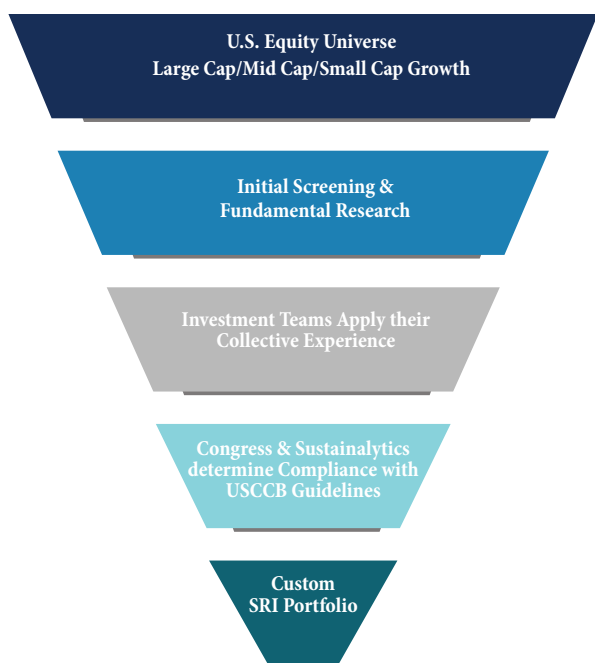 U.S. Equity Universe
Large Cap/Mid Cap/Small Cap Growth
Initial Screening &
Fundamental Research
Investment Teams Apply their
Collective Experience
Congress & Sustainalytics
determine Compliance with
USCCB Guidelines
Custom
SRI Portfolio